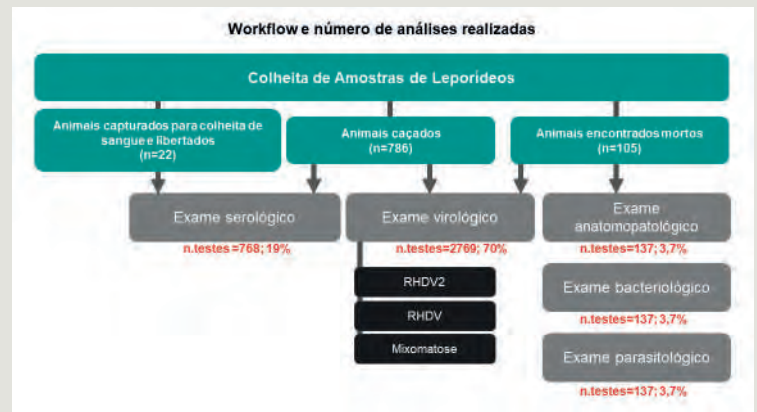 Workflow e número de análises realizadas
Colheita de Amostras de Leporídeos
Animais capturados para colheita de
sangue e libertados
(n=22)
Animais caçados
(n=786)
Animais encontrados mortos
(n=105)
Exame serológico
n.testes =768; 19%
Exame virológico
n.testes=2769; 70%
Exame
anatomopatológico
n.testes=137; 3,7%
RHDV2
RHDV
Mixomatose
Exame bacteriológico
n.testes=137; 3,7%
Exame parasitológico
n.testes=137; 3,7%